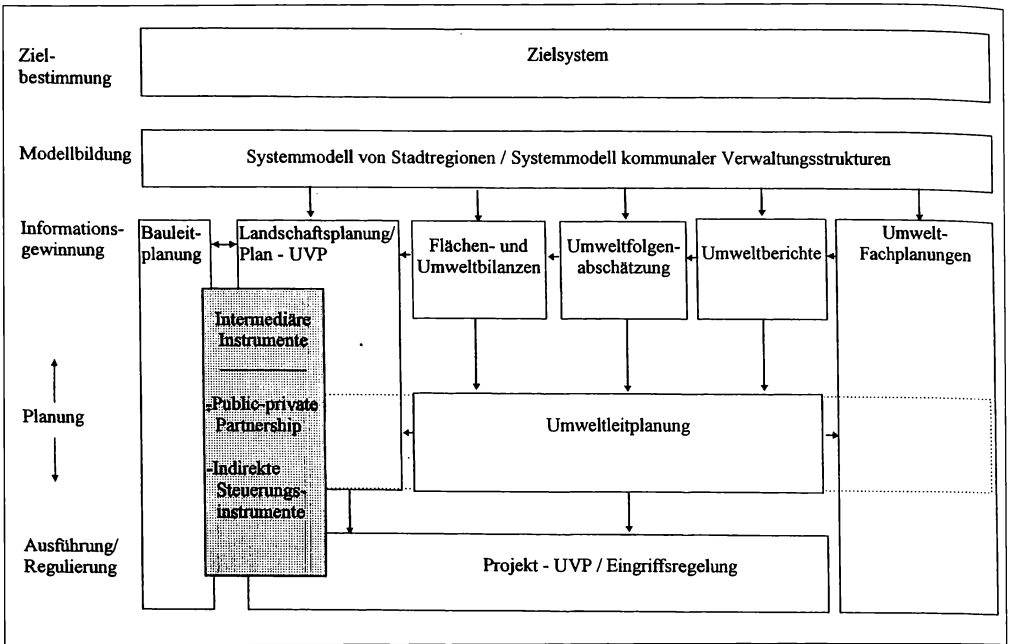 Ziel-
bestimmung
Zielsystem
Modellbildung
Systemmodell von Stadtregionen / Systemmodell kommunaler Verwaltungsstrukturen
Informations-
gewinnung
Bauleit-
planung
Landschaftsplanung/
Plan - UVP
Flächen- und
Umweltbilanzen
Umweltfolgen-
abschätzung
Umweltberichte
Umwelt-
Fachplanungen
Intermediäre
Instrumente
-Public-private
Partnership
-Indirekte
Steuerungs-
instrumente
Planung
Umweltleitplanung
Ausführung/
Regulierung
Projekt - UVP / Eingriffsregelung